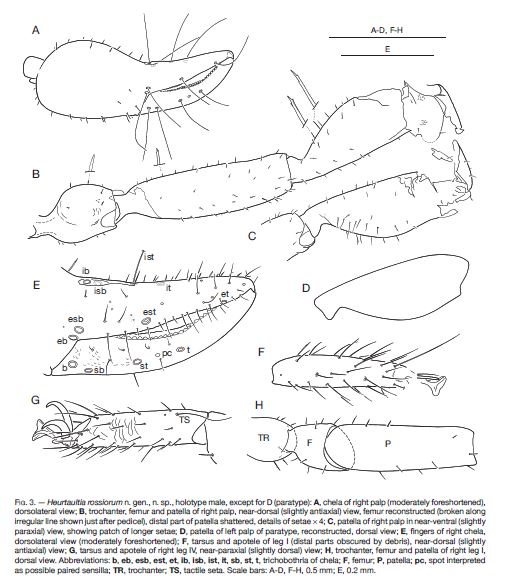 A
A-D, F-H
E
B
C
ist
ib
it
E
isb
et
D
est
esb
eb
pc
t
F
b
sb
st
G
TS
H
TR
F
P
FIG. 3. — Heurtaultia rossiorum n. gen., n. sp., holotype male, except for D (paratype): A, chela of right palp (moderately foreshortened),
dorsolateral view; B, trochanter, femur and patella of right palp, near-dorsal (slightly antiaxial) view, femur reconstructed (broken along
irregular line shown just after pedicel), distal part of patella shattered, details of setae × 4; C, patella of right palp in near-ventral (slightly
paraxial) view, showing patch of longer setae; D, patella of left palp of paratype, reconstructed, dorsal view; E, fingers of right chela,
dorsolateral view (moderately foreshortened); F, tarsus and apotele of leg I (distal parts obscured by debris), near-dorsal (slightly
antiaxial) view; G, tarsus and apotele of right leg IV, near-paraxial (slightly dorsal) view; H, trochanter, femur and patella of right leg I,
dorsal view. Abbreviations: b, eb, esb, est, et, ib, isb, ist, it, sb, st, t, trichobothria of chela; F, femur; P, patella; pc, spot interpreted
as possible paired sensilla; TR, trochanter; TS, tactile seta. Scale bars: A-D, F-H, 0.5 mm; E, 0.2 mm.